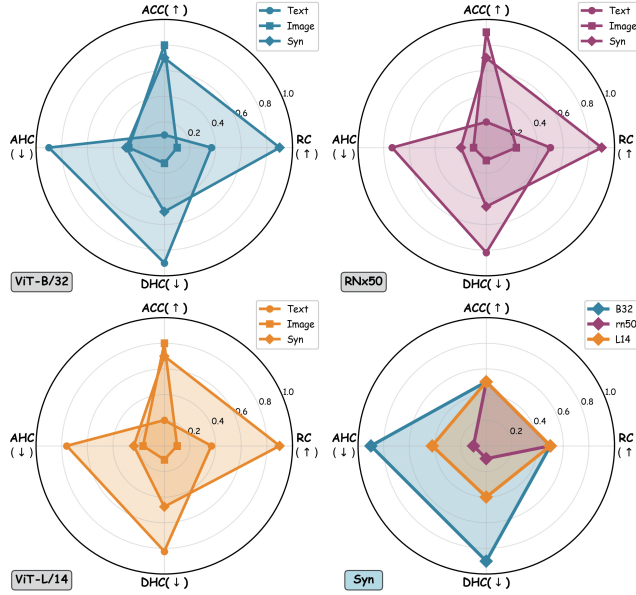 ACC(↑)
Text
Image
Syn
1.0
0.8
0.6
0.4
0.2
AHC
(↓)
RC
(↑)
DHC(↓)
ViT-B/32
ACC(↑)
Text
Image
Syn
1.0
0.8
0.6
0.4
0.2
AHC
(↓)
RC
(↑)
DHC(↓)
RNx50
ACC(↑)
Text
Image
Syn
1.0
0.8
0.6
0.4
0.2
AHC
(↓)
RC
(↑)
DHC(↓)
ViT-L/14
ACC(↑)
B32
rn50
L14
1.0
0.8
0.6
0.4
0.2
AHC
(↓)
RC
(↑)
DHC(↓)
Syn